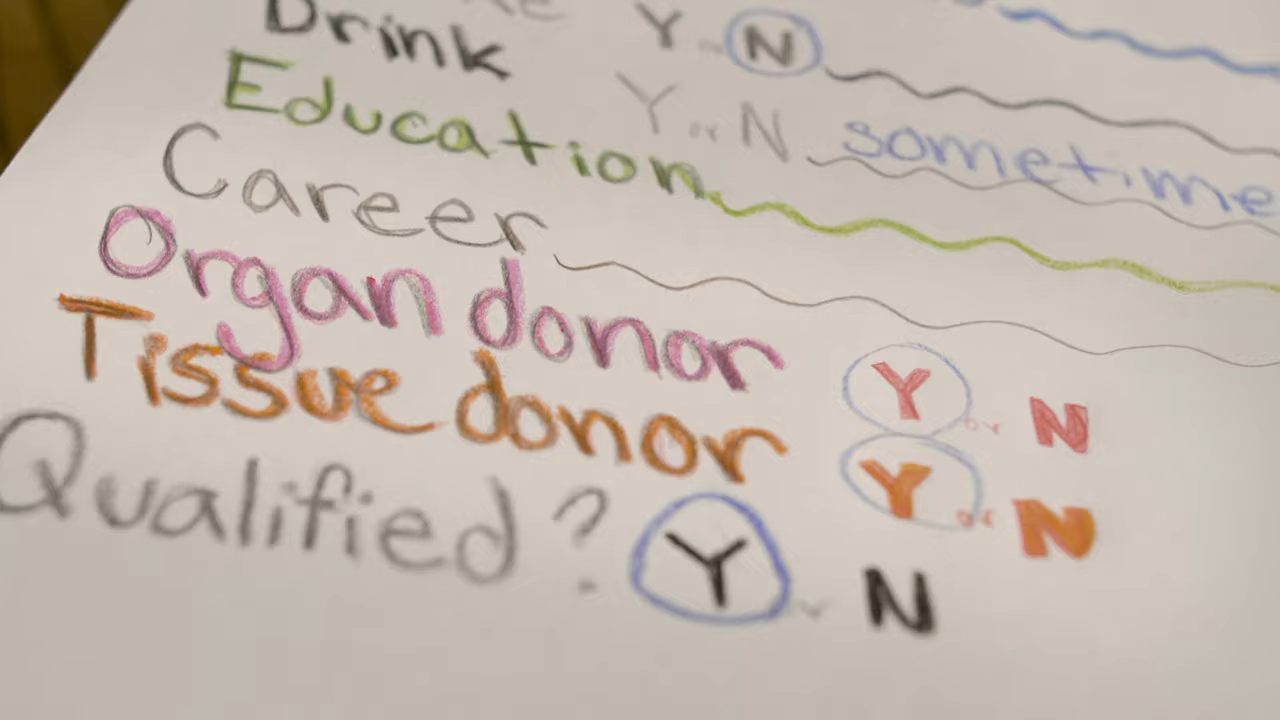 Y or N
Drink Y or N sometime
Education
Career
Organ donor Y or N
Tissue donor Y or N
Qualified? Y or N